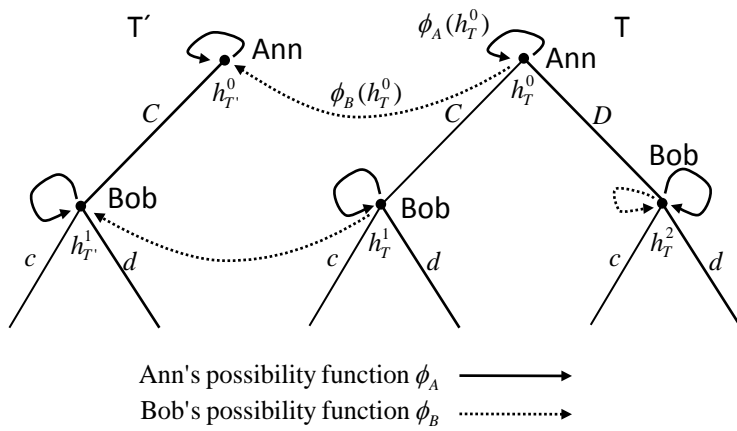 T′ Ann ϕ_A(h_T^0) T
Ann
h_{T'}^0 ϕ_B(h_T^0) h_T^0
C C D
Bob
Bob Bob
h_{T'}^1 h_T^1 h_T^2
c d c d c d
Ann's possibility function ϕ_A
Bob's possibility function ϕ_B